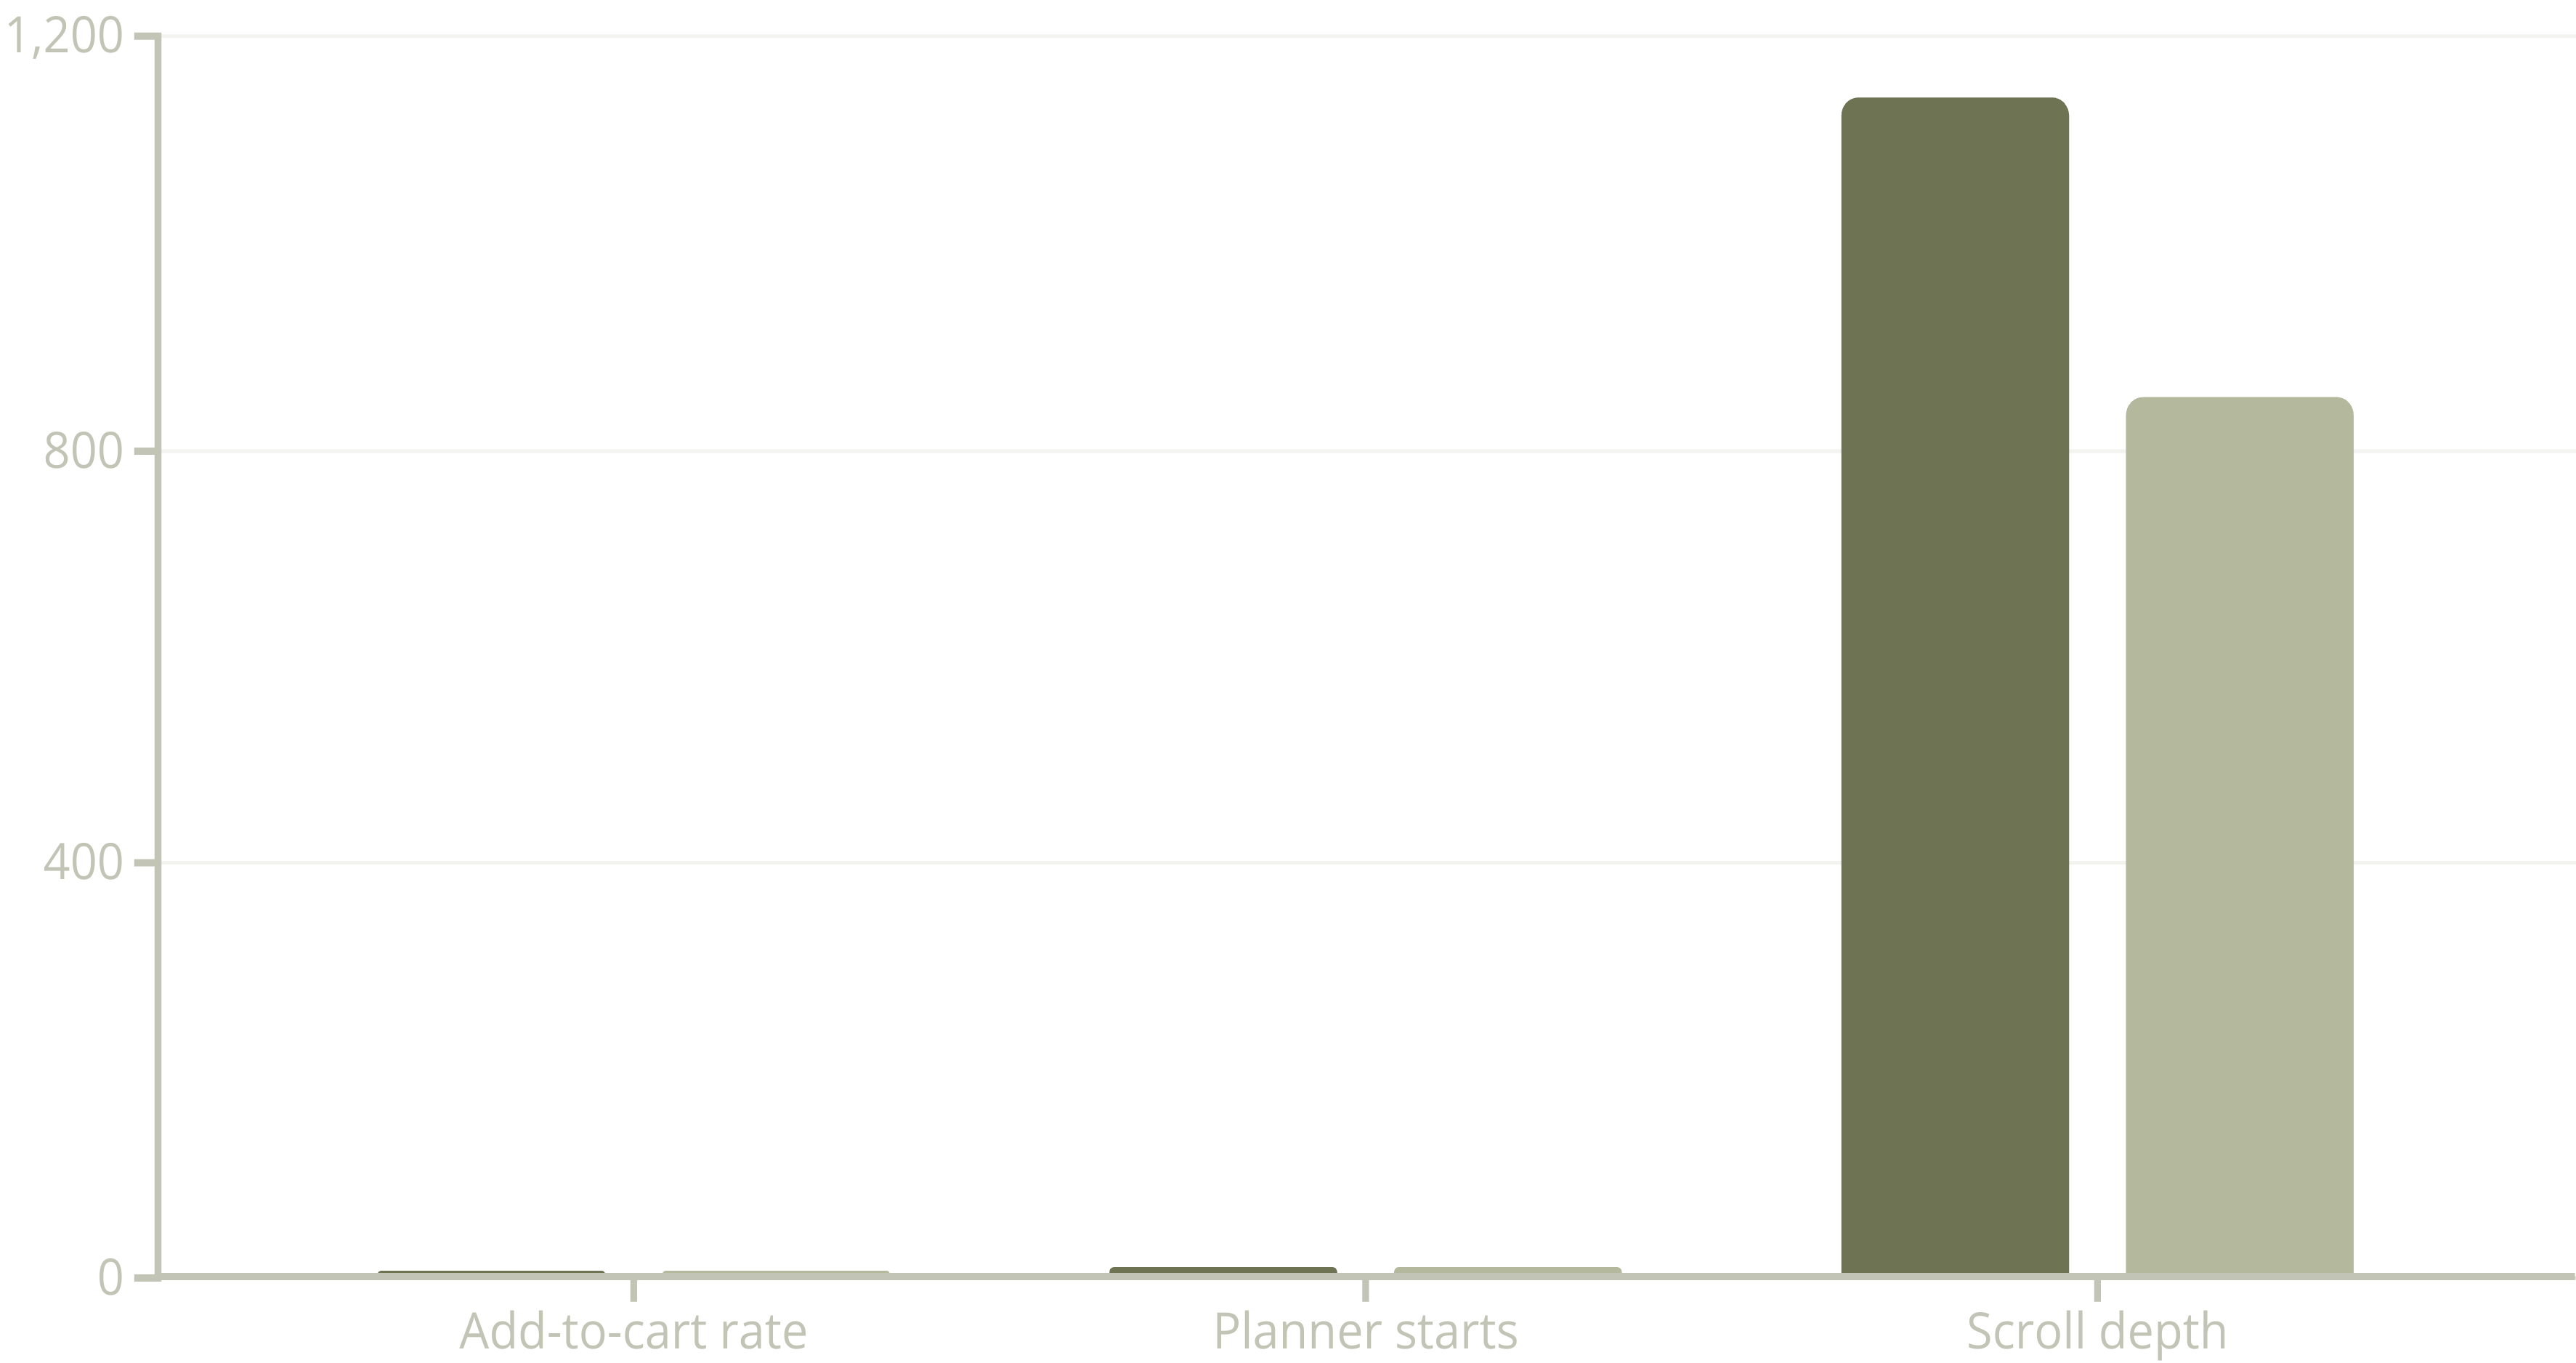 1,200
800
400
0
Add-to-cart rate
Planner starts
Scroll depth